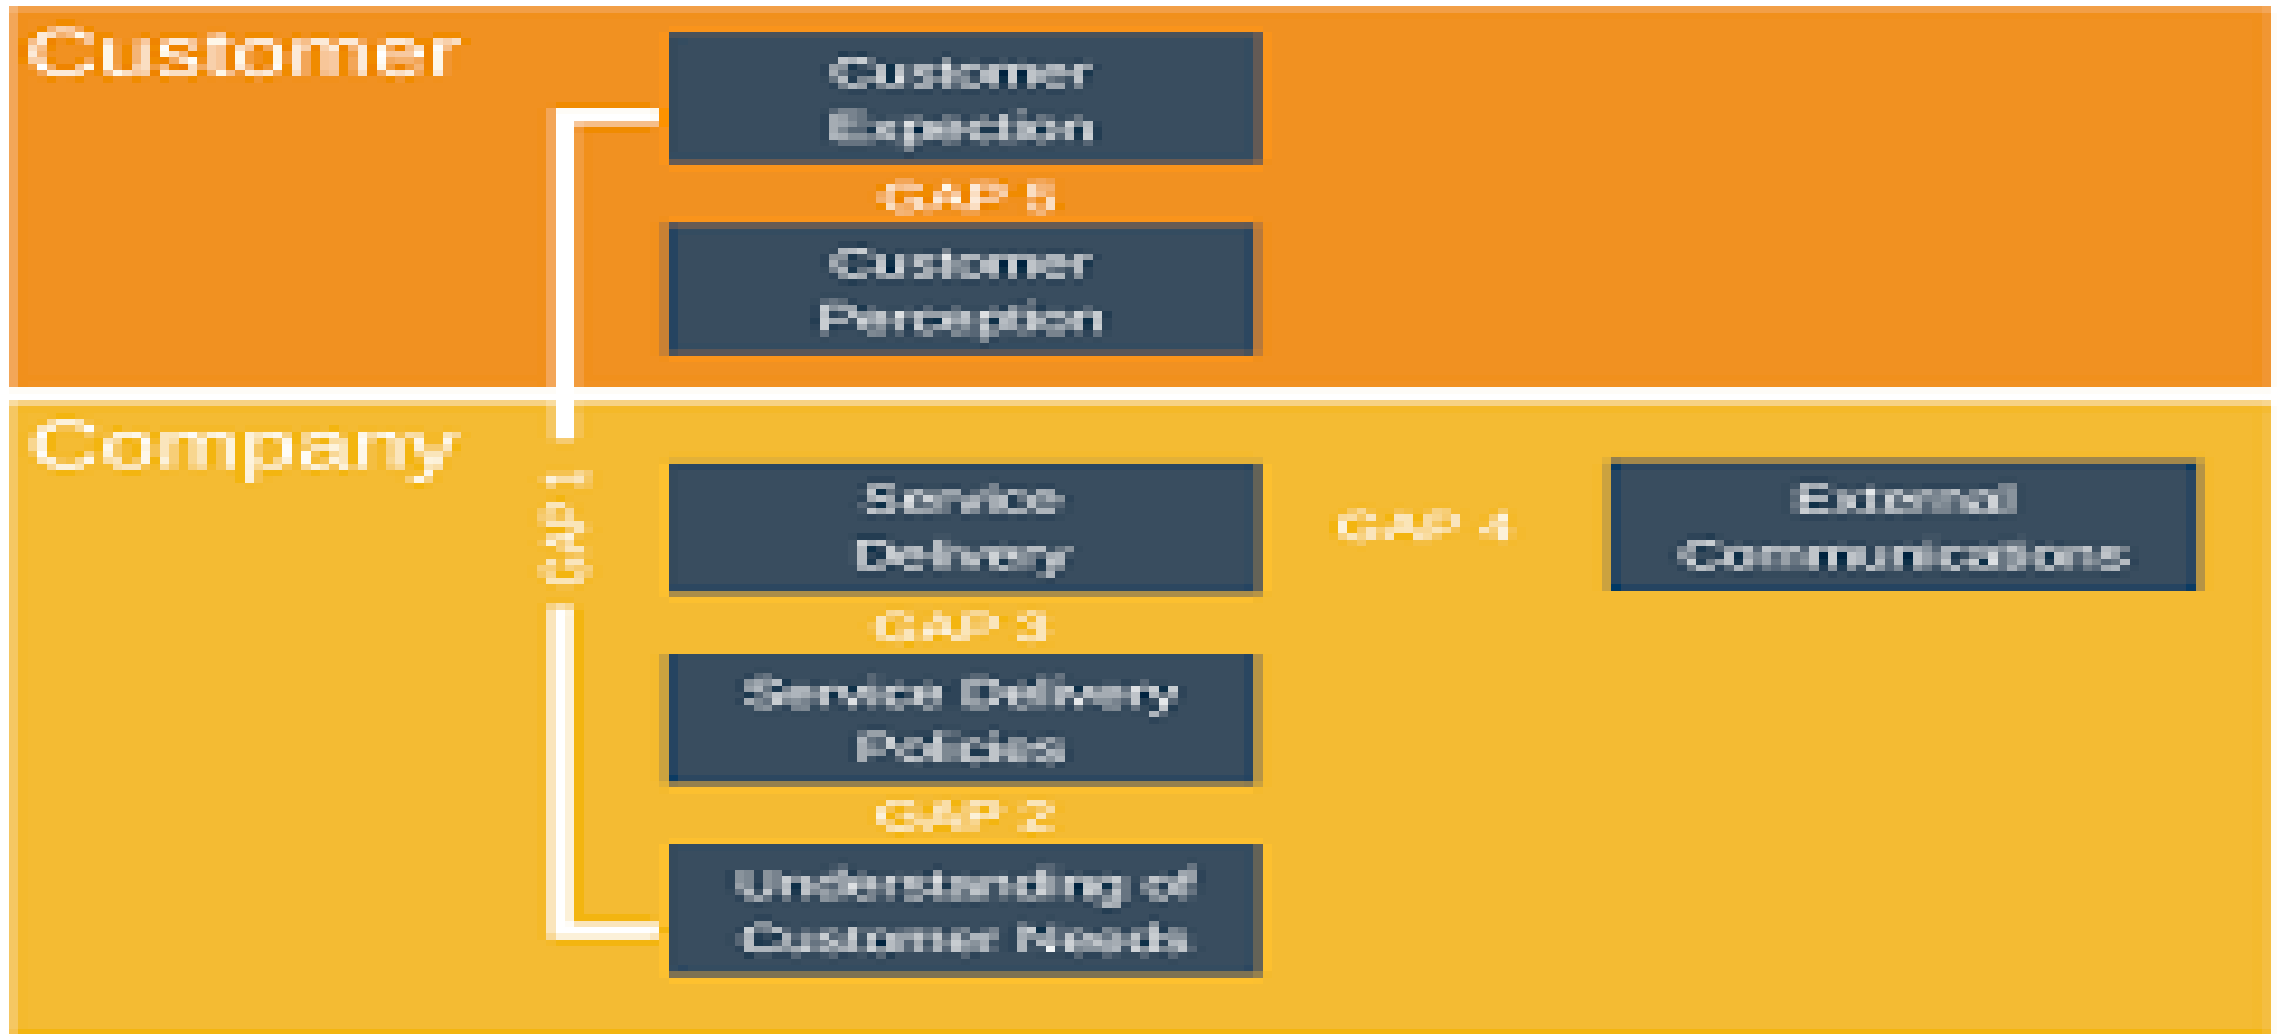 Customer
Customer
Expection
GAP 5
Customer
Perception
Company
GAP 1
Service
Delivery
GAP 4
External
Communications
GAP 3
Service Delivery
Policies
GAP 2
Understanding of
Customer Needs